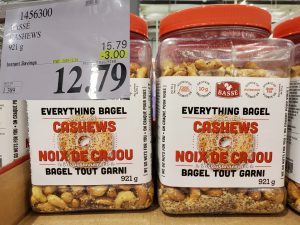 1456300
BASSE
CASHEWS
921 g
15.79
-3.00
Instant Savings
12.79
EVERYTHING BAGEL
CASHEWS
NOIX DE CAJOU
BAGEL TOUT GARNI
921 g
BASSE
EVERYTHING BAGEL
CASHEWS
NOIX DE CAJOU
BAGEL TOUT GARNI
921 g